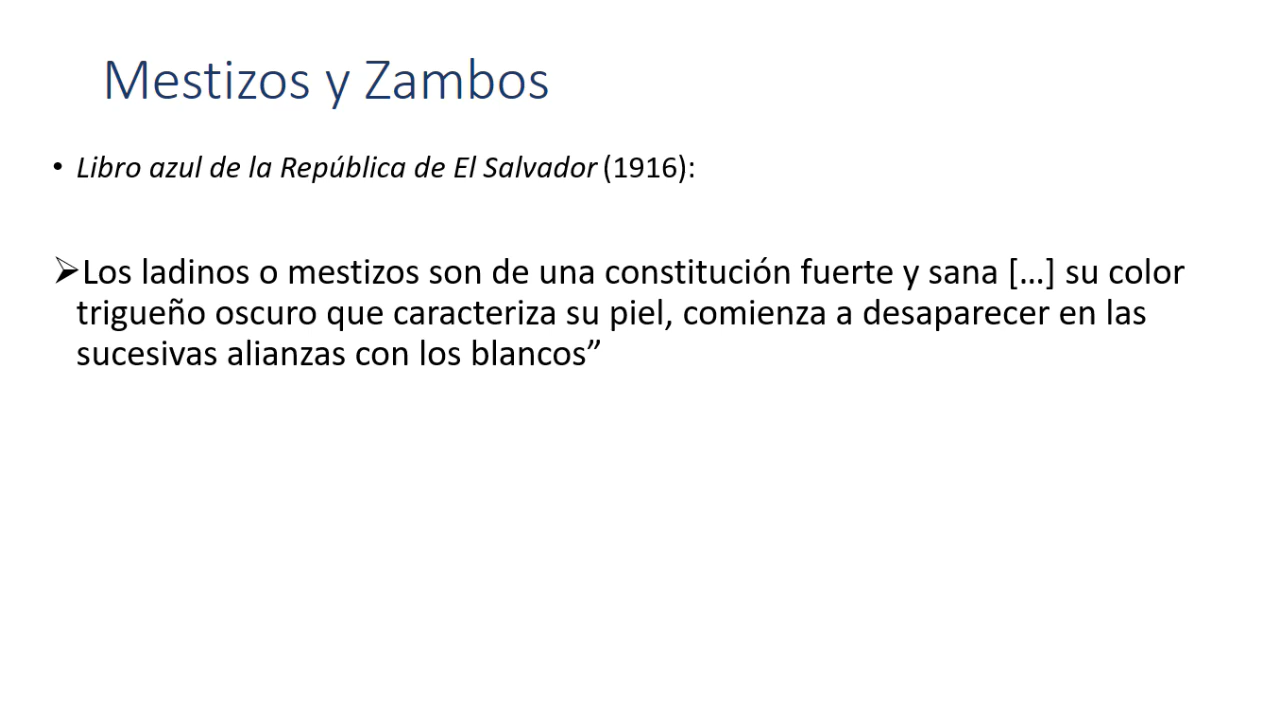 Mestizos y Zambos
• Libro azul de la República de El Salvador (1916):
➢Los ladinos o mestizos son de una constitución fuerte y sana […] su color
trigueño oscuro que caracteriza su piel, comienza a desaparecer en las
sucesivas alianzas con los blancos”